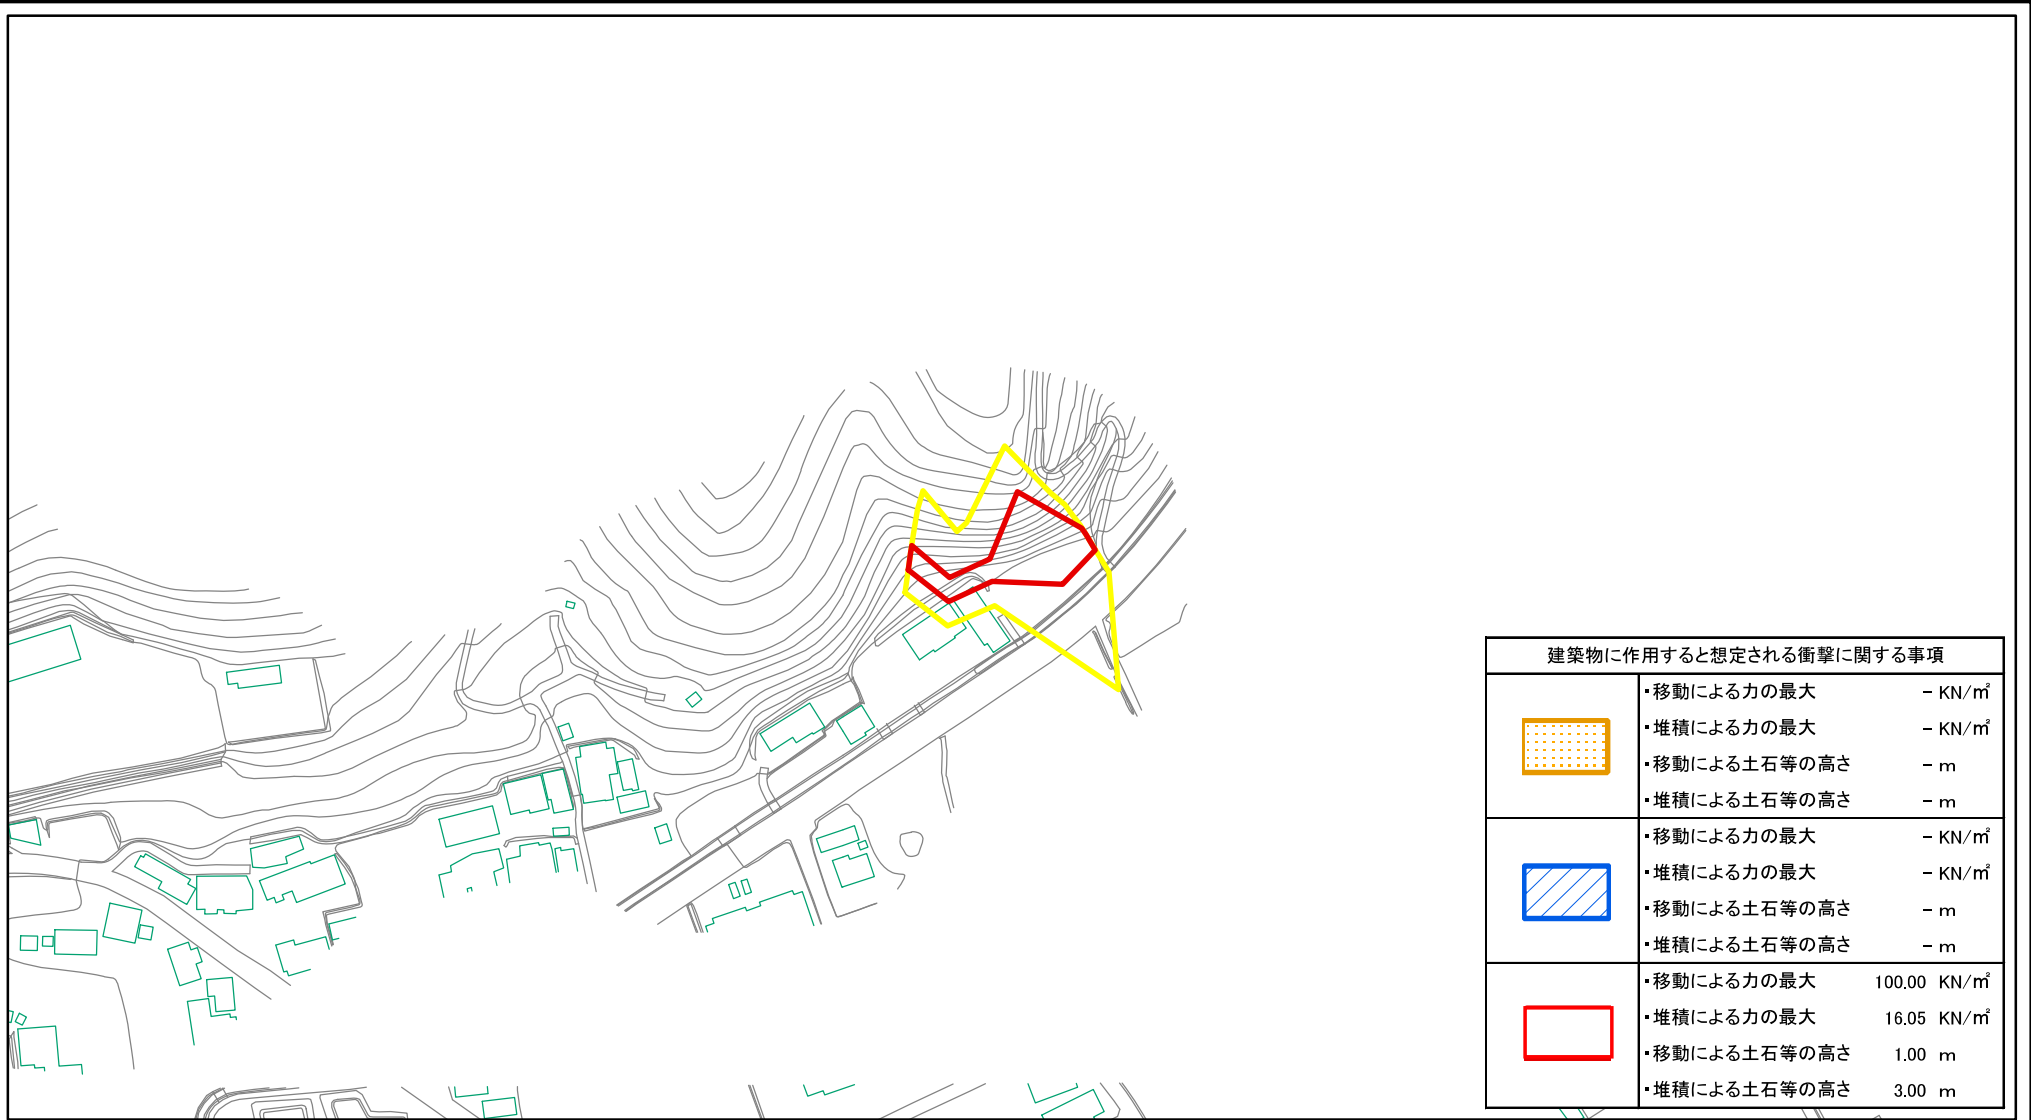 建築物に作用すると想定される衝撃に関する事項
・移動による力の最大 - KN/㎡
・堆積による力の最大 - KN/㎡
・移動による土石等の高さ - m
・堆積による土石等の高さ - m
・移動による力の最大 - KN/㎡
・堆積による力の最大 - KN/㎡
・移動による土石等の高さ - m
・堆積による土石等の高さ - m
・移動による力の最大 100.00 KN/㎡
・堆積による力の最大 16.05 KN/㎡
・移動による土石等の高さ 1.00 m
・堆積による土石等の高さ 3.00 m